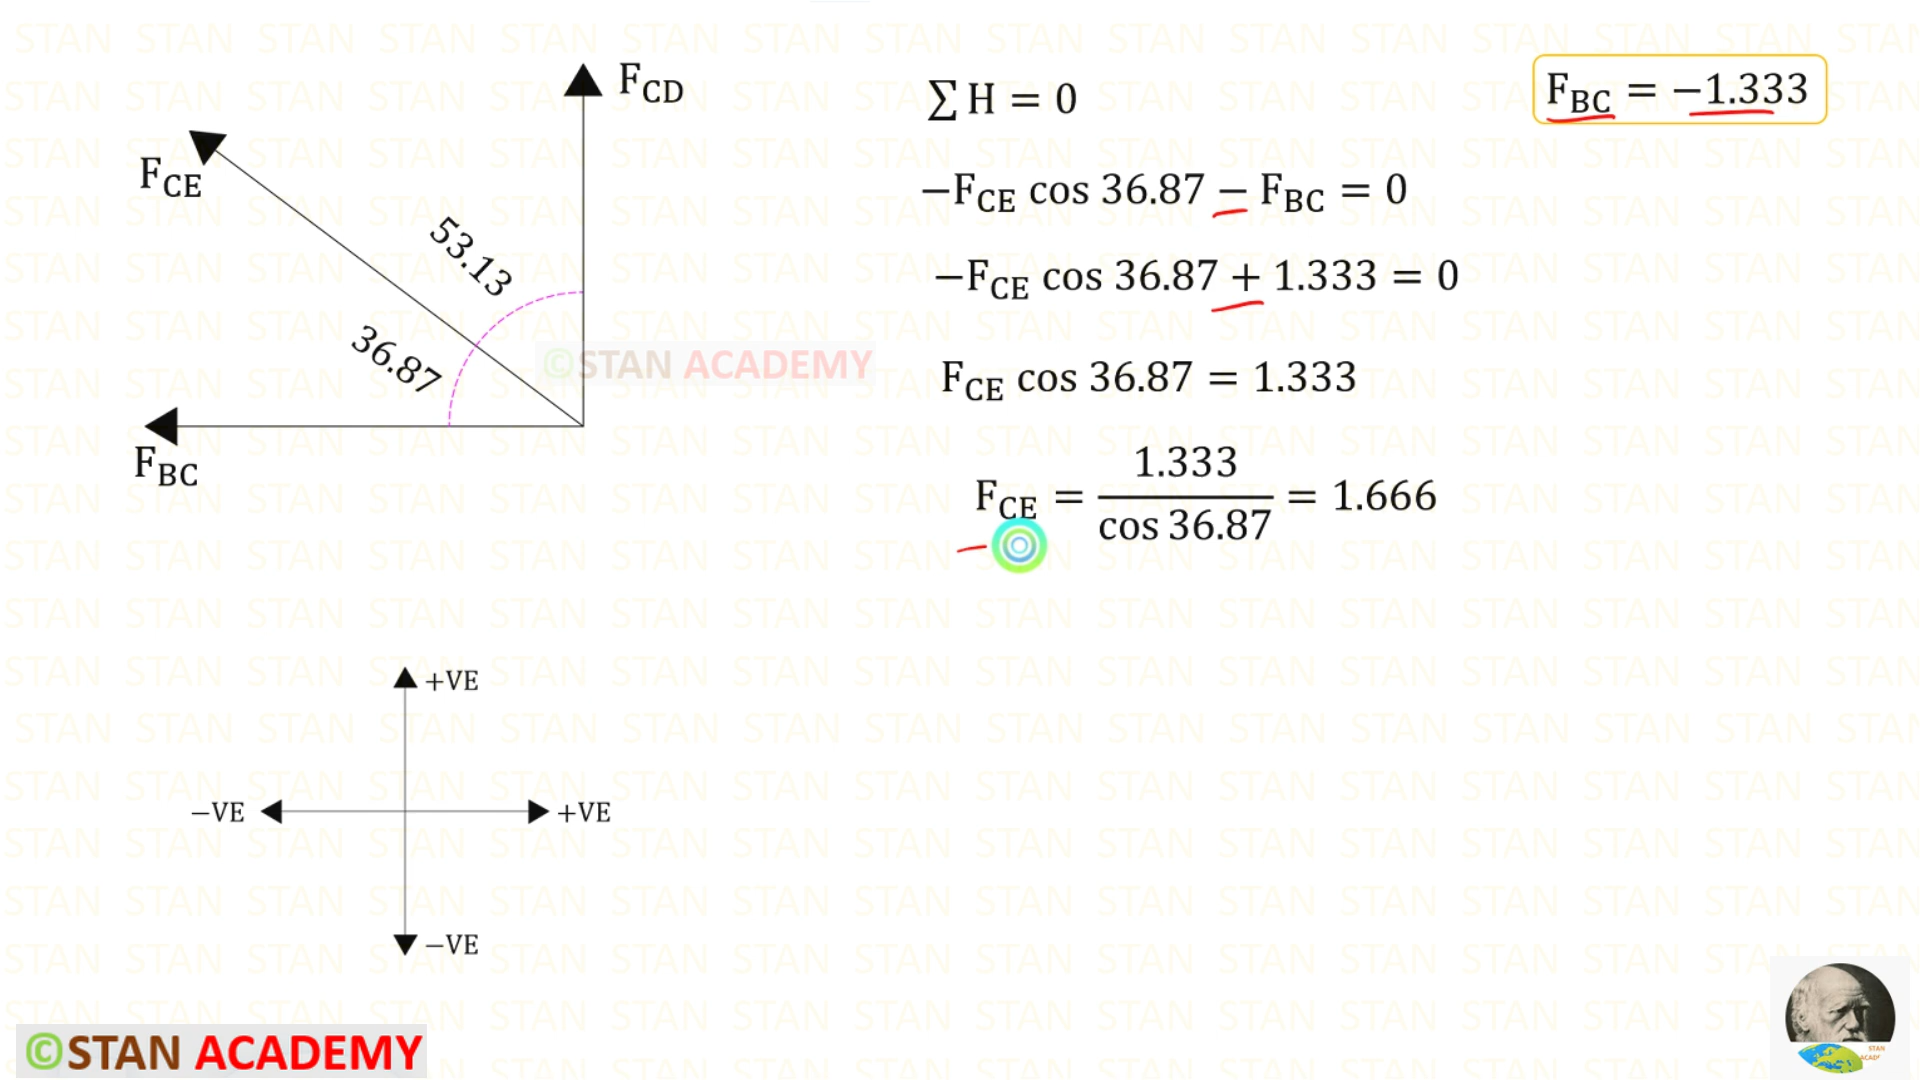 F_CD
F_CE
53.13
36.87
F_BC
∑ H = 0
−F_CE cos 36.87 − F_BC = 0
−F_CE cos 36.87 + 1.333 = 0
F_CE cos 36.87 = 1.333
F_CE = 1.333 / cos 36.87 = 1.666
F_BC = −1.333
©STAN ACADEMY
+VE
−VE
+VE
−VE
©STAN ACADEMY
STAN